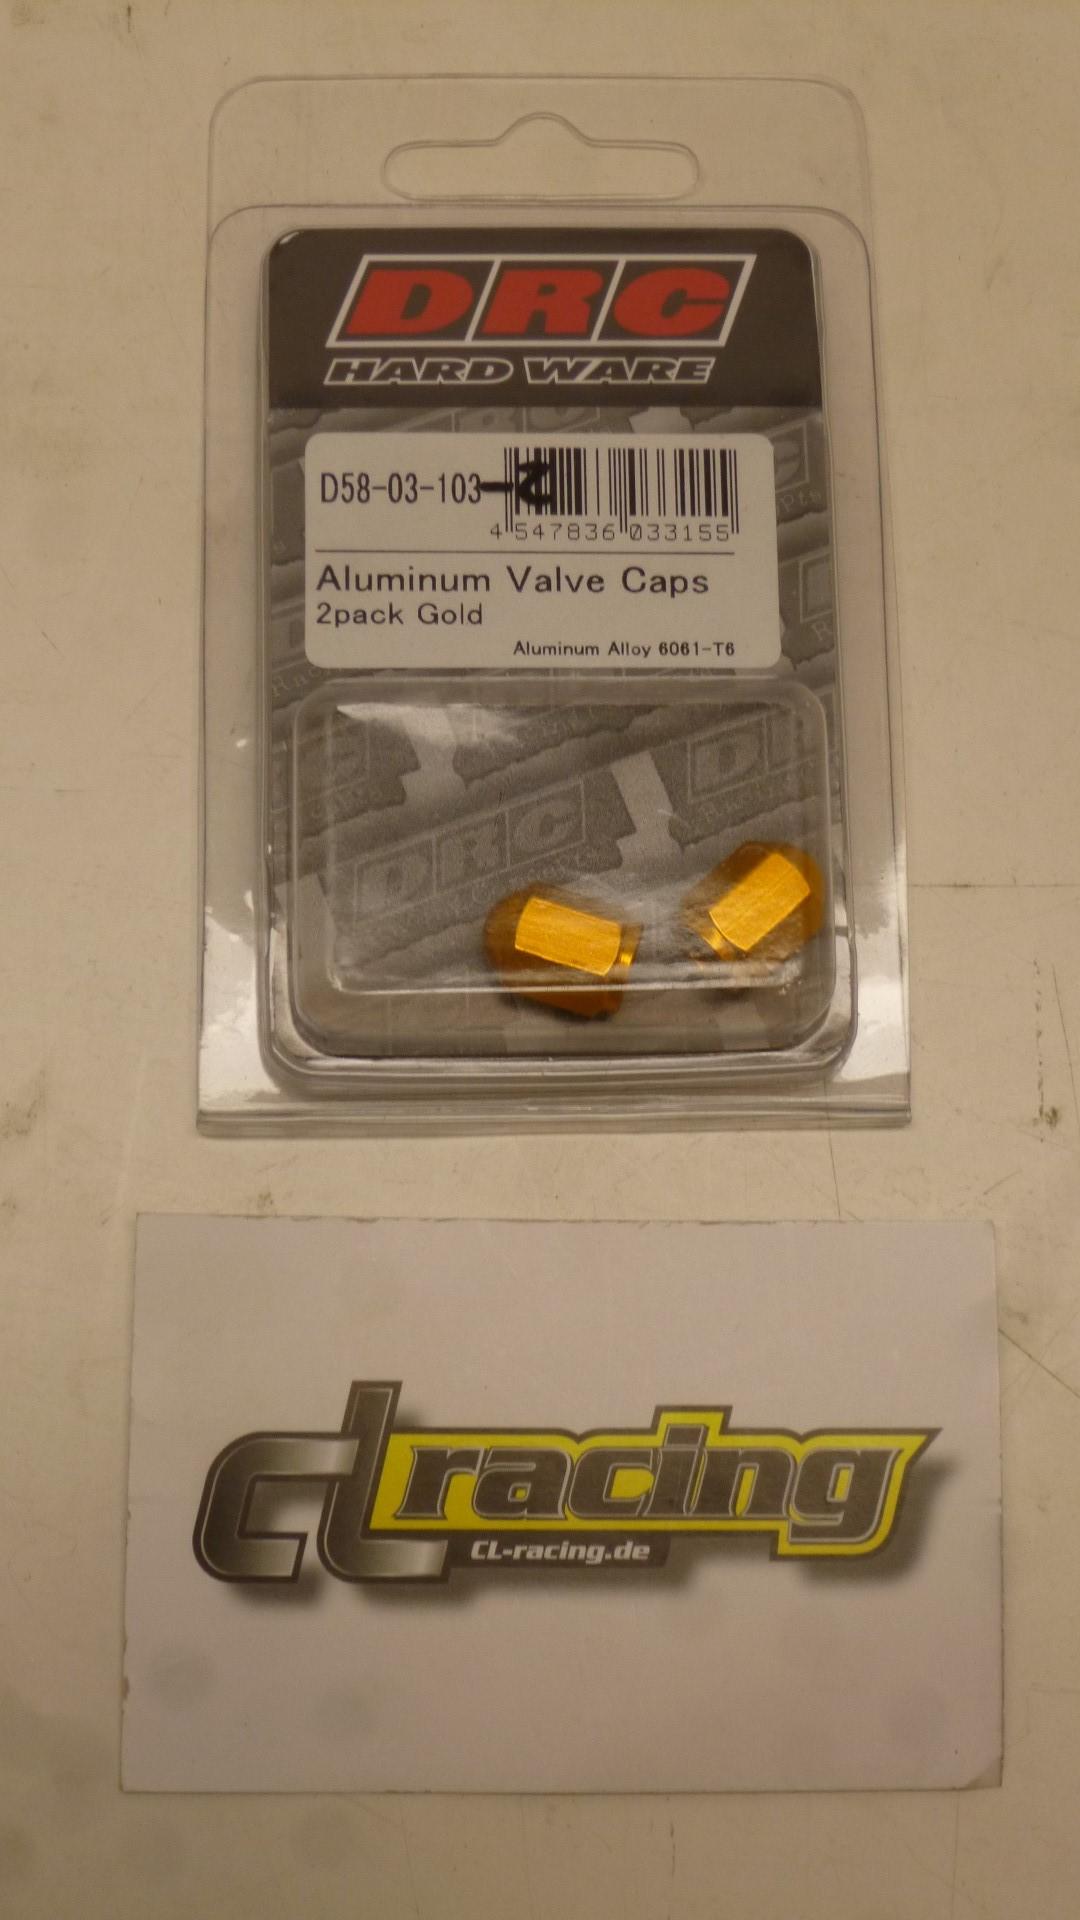 DRC
HARD WARE
D58-03-103-2
4 547836 033155
Aluminum Valve Caps
2pack Gold
Aluminum Alloy 6061-T6
DRC
CL racing
CL-racing.de